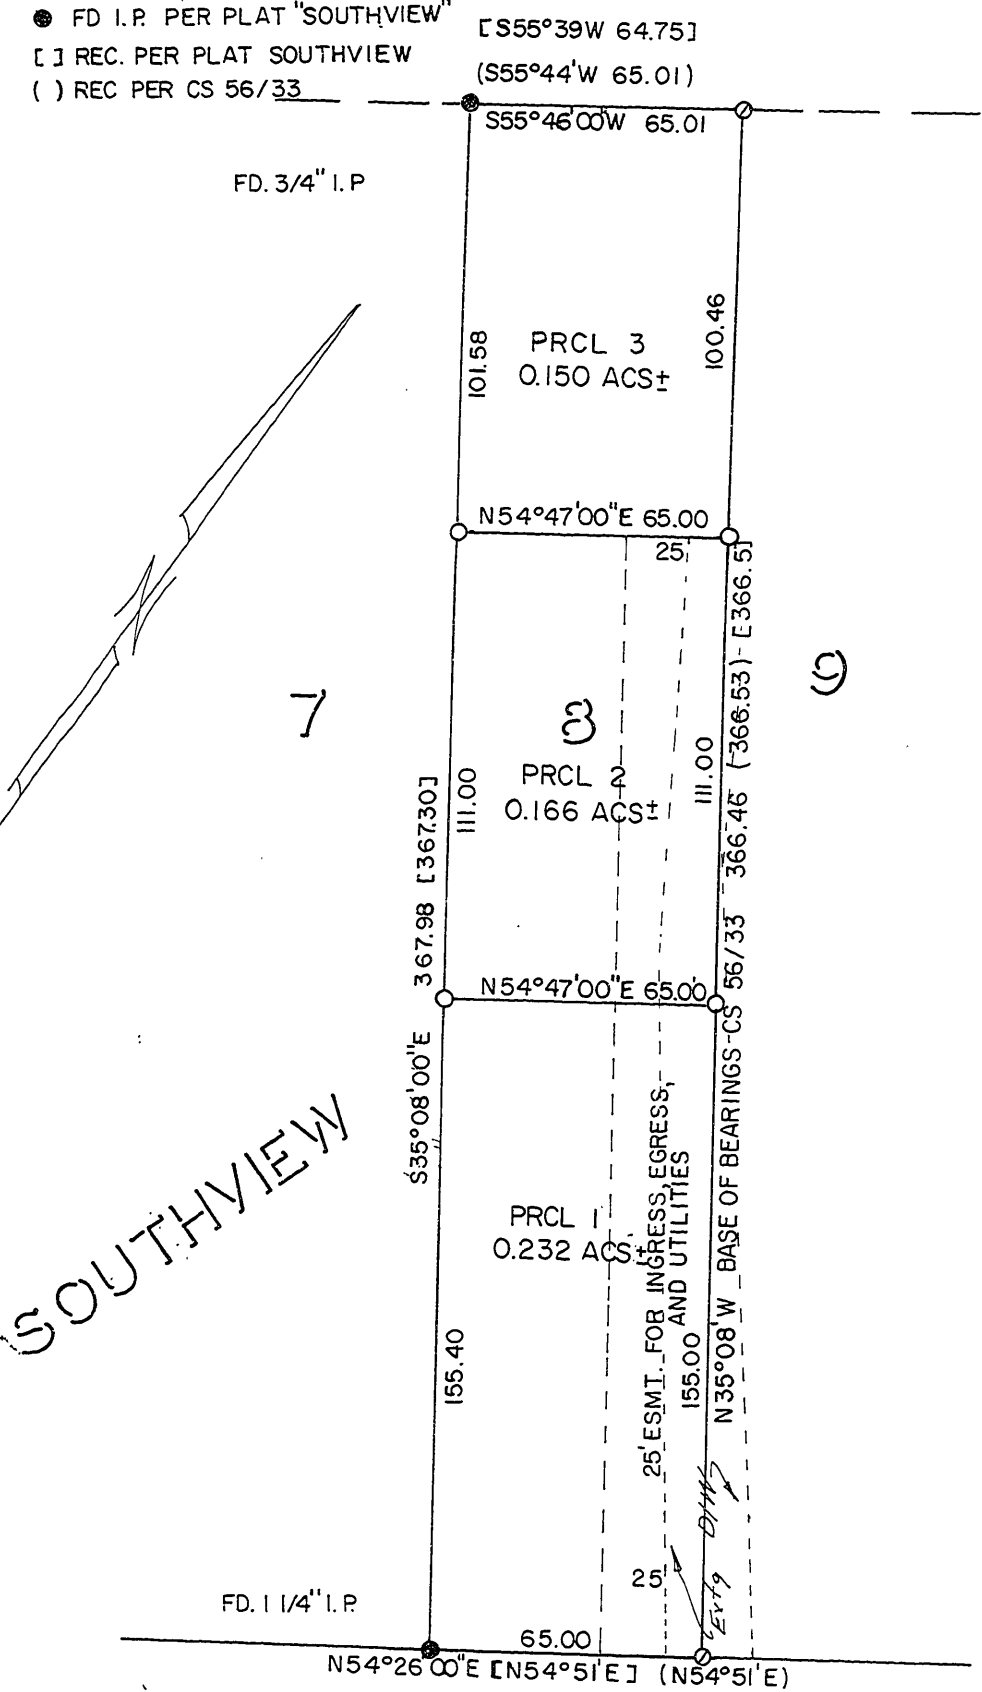 FD I.P. PER PLAT "SOUTHVIEW"
[ ] REC. PER PLAT SOUTHVIEW
( ) REC PER CS 56/33
[S55°39W 64.75]
(S55°44'W 65.01)
S55°46'00"W 65.01
FD. 3/4" I.P
101.58
PRCL 3
0.150 ACS±
100.46
N54°47'00"E 65.00
25'
7
8
9
PRCL 2
0.166 ACS±
111.00
111.00
367.98 [367.30]
S35°08'00"E
N35°08'W BASE OF BEARINGS-CS 56/33 366.46 (366.53) [366.5]
N54°47'00"E 65.00
SOUTHVIEW
PRCL 1
0.232 ACS±
25' ESMT. FOR INGRESS, EGRESS,
AND UTILITIES
155.40
155.00
25'
D/W
FD. 1 1/4" I.P.
65.00
N54°26'00"E [N54°51'E] (N54°51'E)